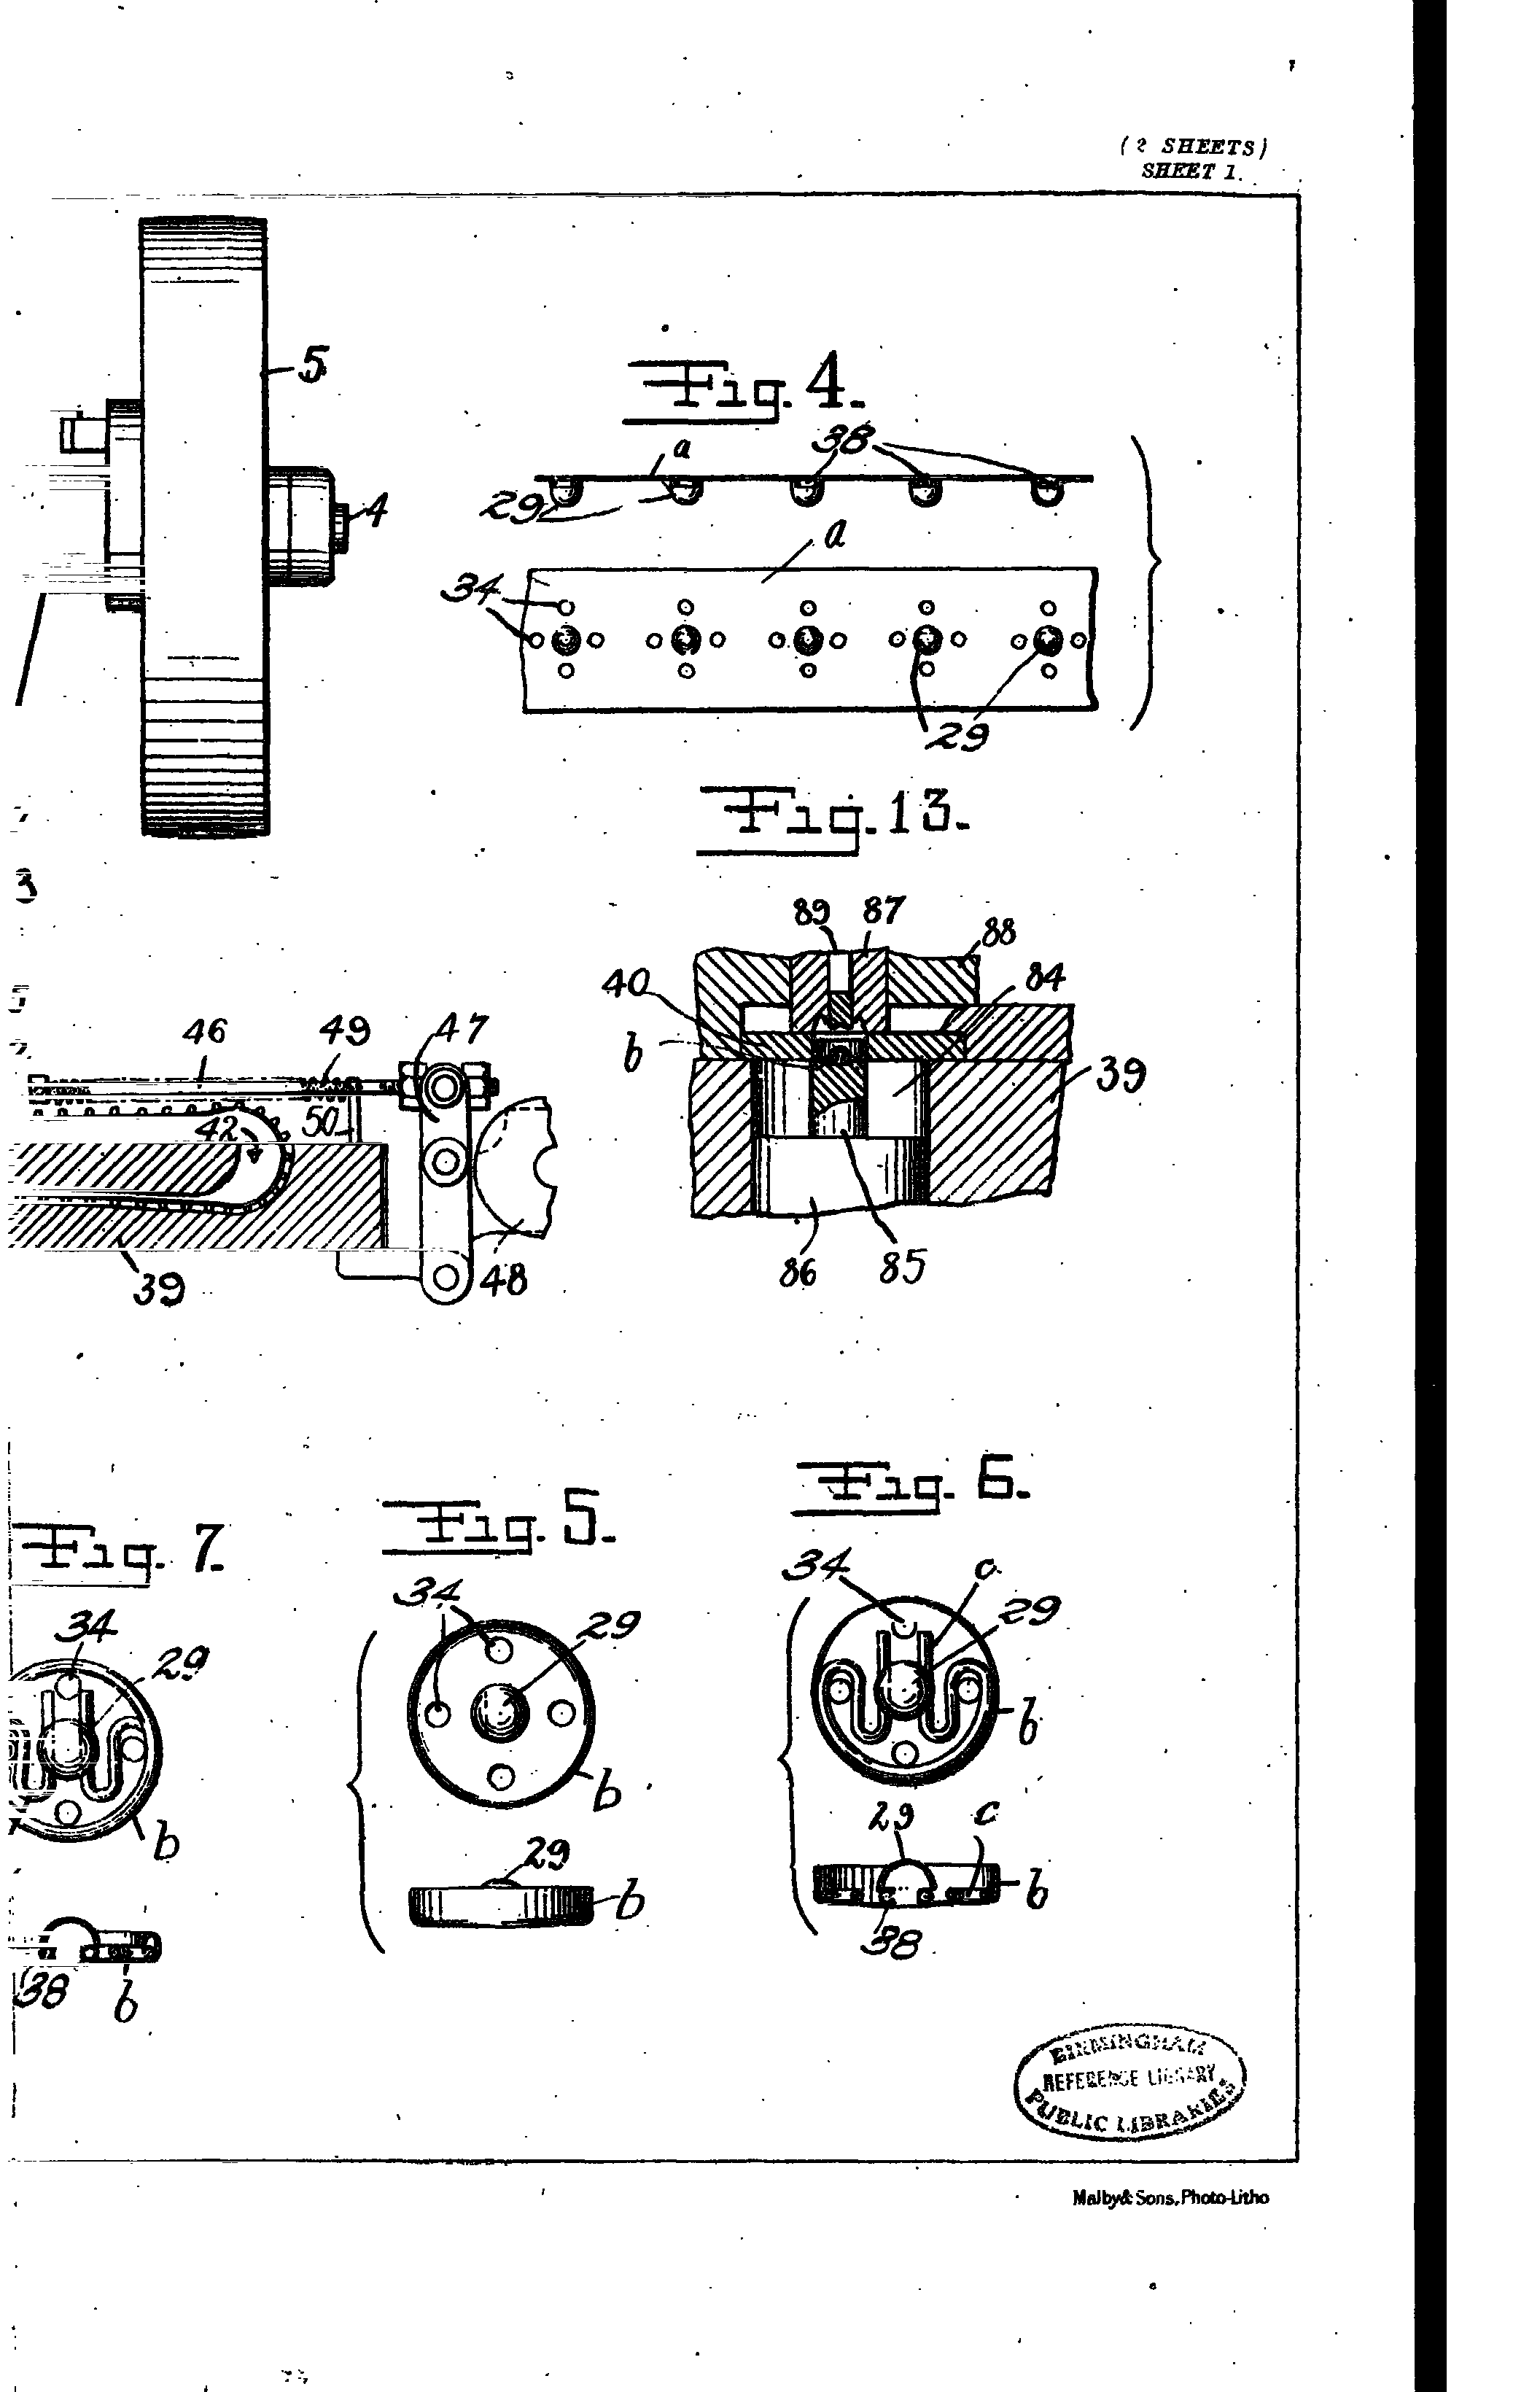 (2 SHEETS)
SHEET 1.
5
4
Fig. 4.
a
38
29
a
34
29
Fig. 13.
3
89 87
88
40
84
b
39
86
85
46
49
47
42
50
39
48
Fig. 7.
34
29
b
38
b
Fig. 5.
34
29
b
29
b
Fig. 6.
34
c
29
b
29
c
b
38
BIRMINGHAM
REFERENCE LIBRARY
PUBLIC LIBRARIES
Malby & Sons, Photo-Litho